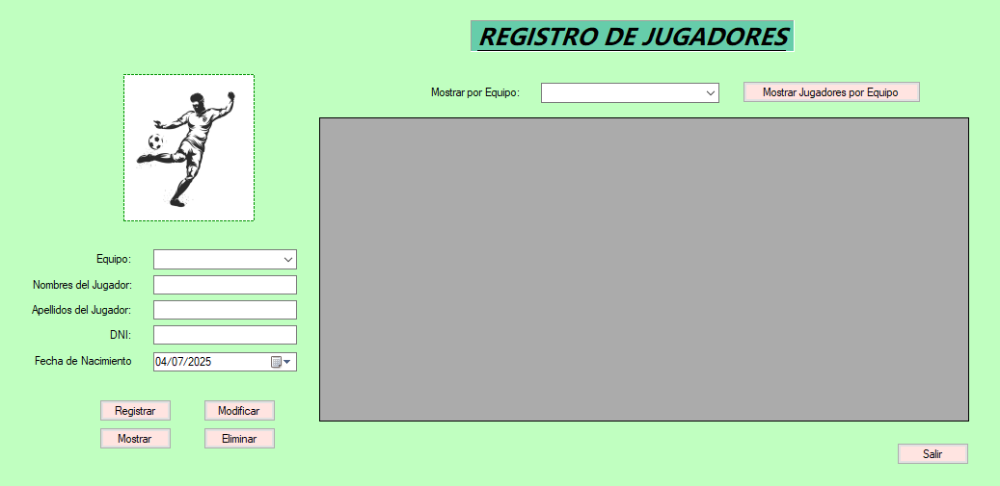 REGISTRO DE JUGADORES
Mostrar por Equipo:
Mostrar Jugadores por Equipo
Equipo:
Nombres del Jugador:
Apellidos del Jugador:
DNI:
Fecha de Nacimiento 04/07/2025
Registrar Modificar
Mostrar Eliminar
Salir